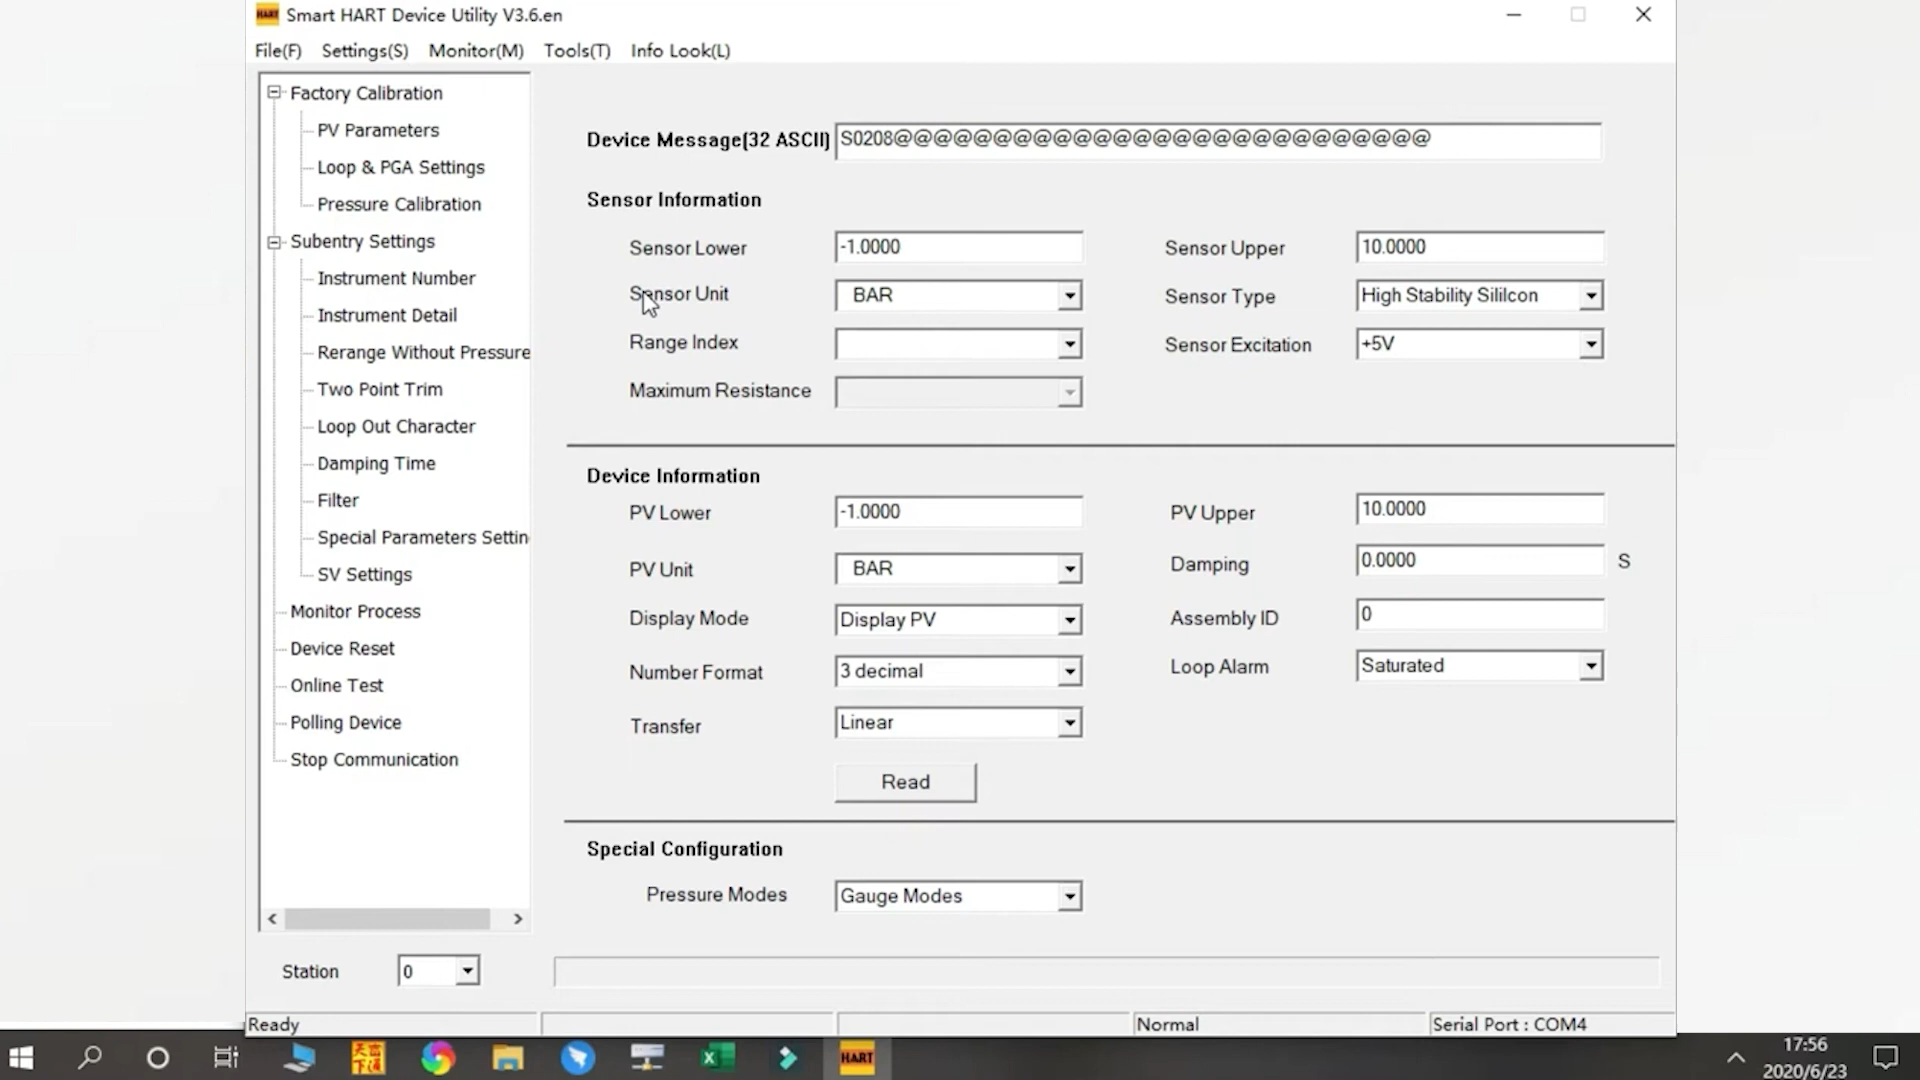 HART Smart HART Device Utility V3.6.en
File(F) Settings(S) Monitor(M) Tools(T) Info Look(L)
Factory Calibration
PV Parameters
Loop & PGA Settings
Pressure Calibration
Subentry Settings
Instrument Number
Instrument Detail
Rerange Without Pressure
Two Point Trim
Loop Out Character
Damping Time
Filter
Special Parameters Settin
SV Settings
Monitor Process
Device Reset
Online Test
Polling Device
Stop Communication
Station 0
Device Message(32 ASCII) S0208@@@@@@@@@@@@@@@@@@@@@@@@@@@
Sensor Information
Sensor Lower -1.0000 Sensor Upper 10.0000
Sensor Unit BAR Sensor Type High Stability Sililcon
Range Index Sensor Excitation +5V
Maximum Resistance
Device Information
PV Lower -1.0000 PV Upper 10.0000
PV Unit BAR Damping 0.0000 S
Display Mode Display PV Assembly ID 0
Number Format 3 decimal Loop Alarm Saturated
Transfer Linear
Read
Special Configuration
Pressure Modes Gauge Modes
Ready Normal Serial Port : COM4
HART 17:56
2020/6/23